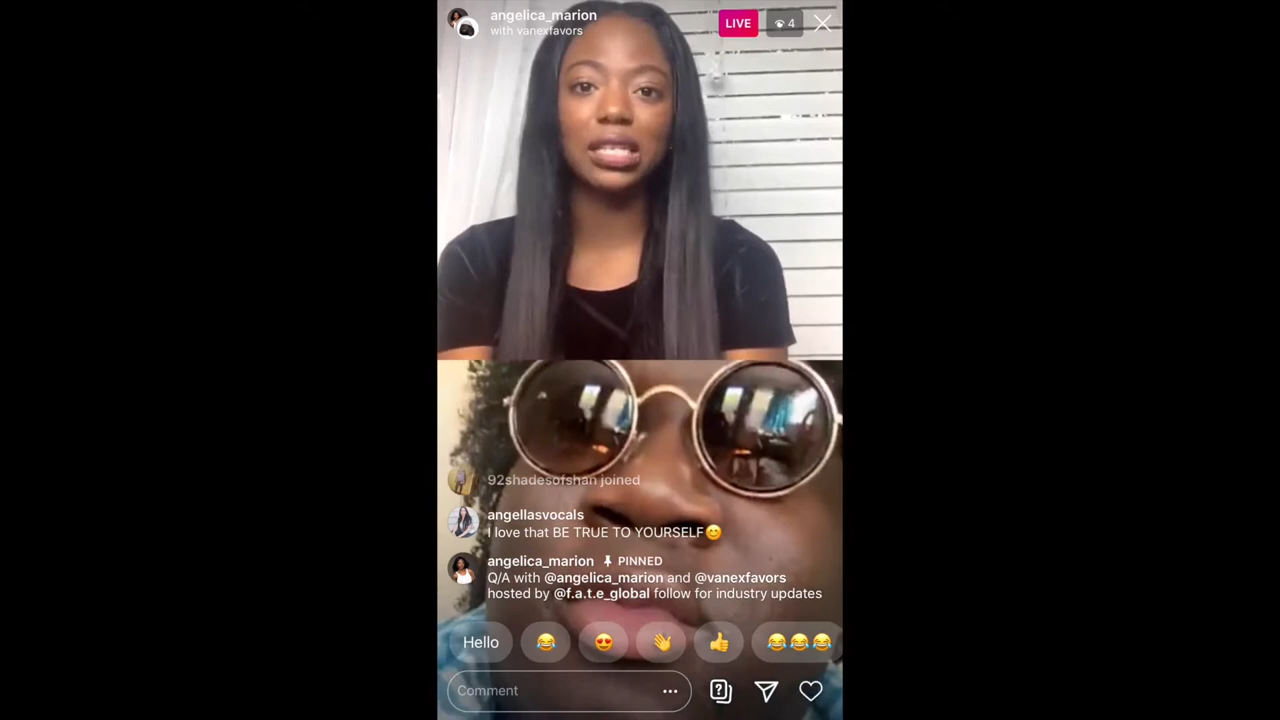 angelica_marion
with vanexfavors
LIVE
4
92shadesofshan joined
angellasvocals
I love that BE TRUE TO YOURSELF😊
angelica_marion PINNED
Q/A with @angelica_marion and @vanexfavors
hosted by @f.a.t.e_global follow for industry updates
Hello 😂 😍 👋 👍 😂😂😂
Comment